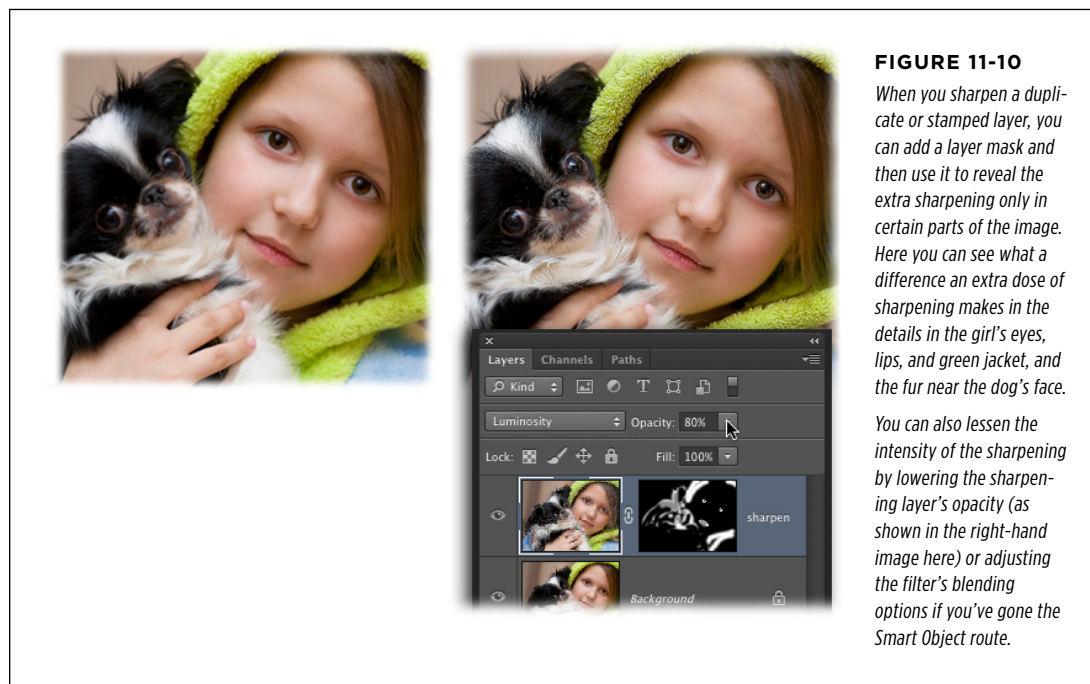 FIGURE 11-10
When you sharpen a dupli-
cate or stamped layer, you
can add a layer mask and
then use it to reveal the
extra sharpening only in
certain parts of the image.
Here you can see what a
difference an extra dose of
sharpening makes in the
details in the girl's eyes,
lips, and green jacket, and
the fur near the dog's face.
You can also lessen the
intensity of the sharpening
by lowering the sharpen-
ing layer's opacity (as
shown in the right-hand
image here) or adjusting
the filter's blending
options if you've gone the
Smart Object route.
Layers Channels Paths
Kind
Luminosity Opacity: 80%
Lock: Fill: 100%
sharpen
Background